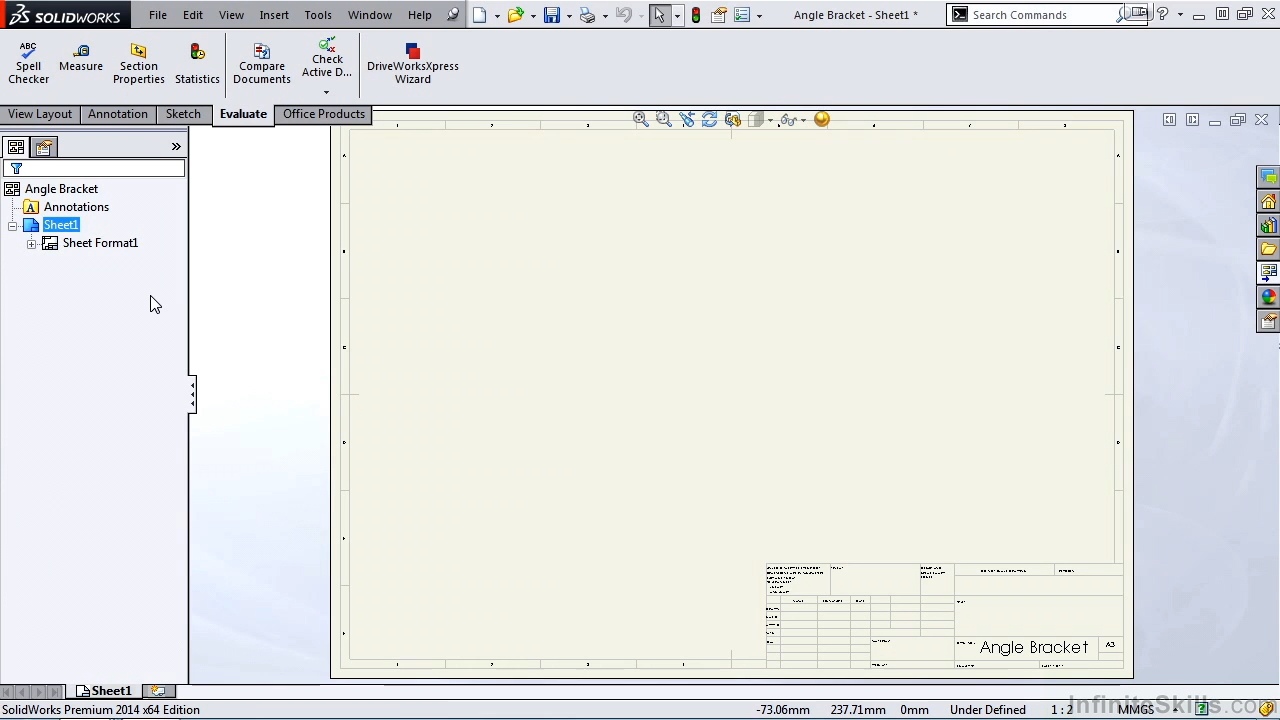 SOLIDWORKS File Edit View Insert Tools Window Help Angle Bracket - Sheet1 * Search Commands
ABC
Spell Checker
Measure
Section Properties
Statistics
Compare Documents
Check Active D...
DriveWorksXpress Wizard
View Layout Annotation Sketch Evaluate Office Products
Angle Bracket
Annotations
Sheet1
Sheet Format1
Angle Bracket
A3
Sheet1
InfiniteSkills.com
SolidWorks Premium 2014 x64 Edition -73.06mm 237.71mm 0mm Under Defined 1 : 2 MMGS